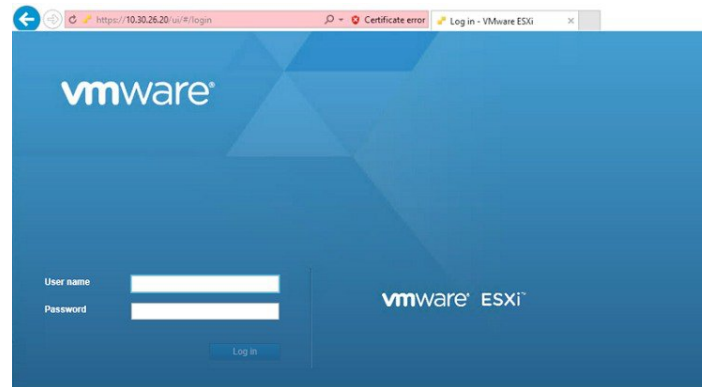 https://10.30.26.20/ui/#/login
Certificate error
Log in - VMware ESXi
vmware®
User name
Password
Log in
vmware® ESXi™